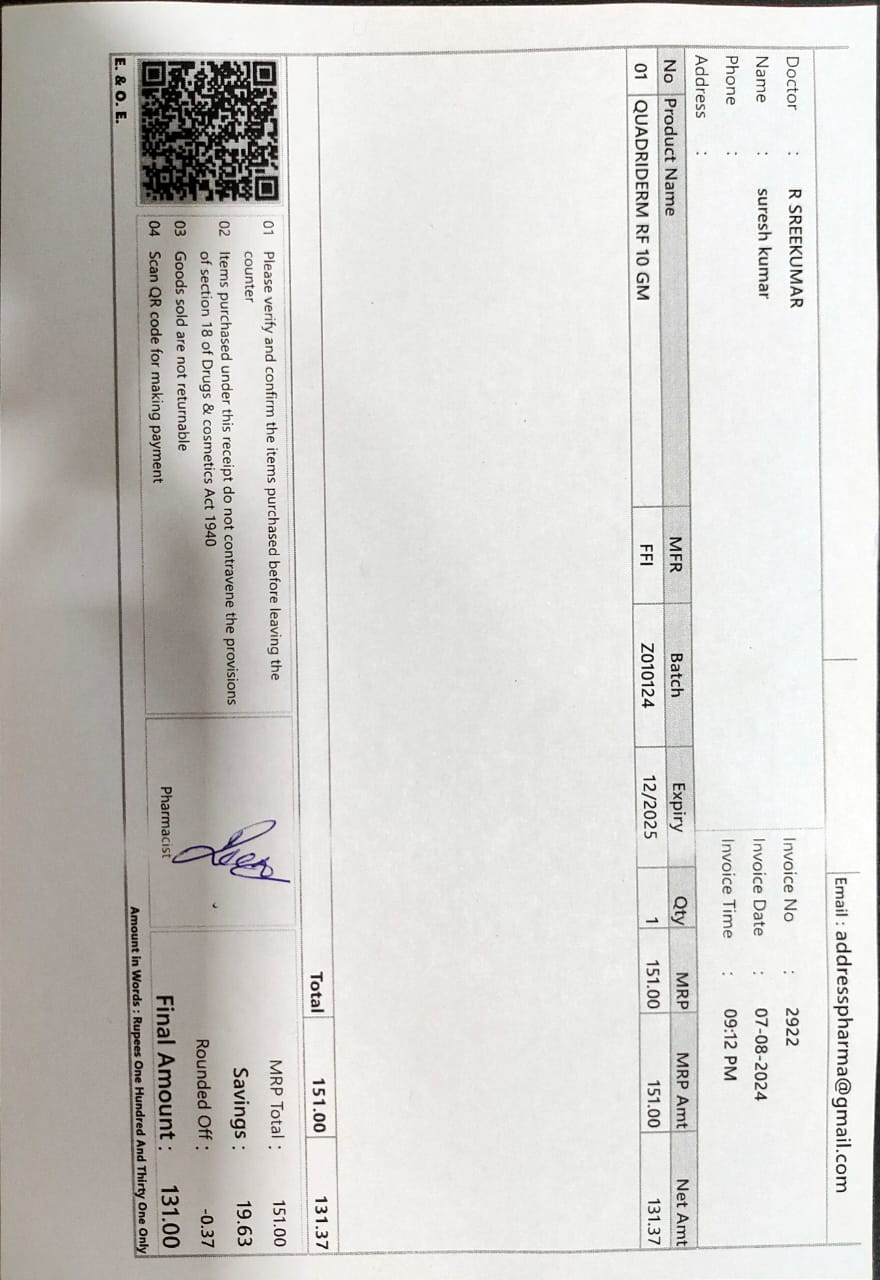 Email : addresspharma@gmail.com
Doctor : R SREEKUMAR
Name : suresh kumar
Phone :
Address :
Invoice No : 2922
Invoice Date : 07-08-2024
Invoice Time : 09:12 PM
No Product Name MFR Batch Expiry Qty MRP MRP Amt Net Amt
01 QUADRIDERM RF 10 GM FFI Z010124 12/2025 1 151.00 151.00 131.37
Total 151.00 131.37
01 Please verify and confirm the items purchased before leaving the
counter
02 Items purchased under this receipt do not contravene the provisions
of section 18 of Drugs & cosmetics Act 1940
03 Goods sold are not returnable
04 Scan QR code for making payment
Pharmacist
MRP Total : 151.00
Savings : 19.63
Rounded Off : -0.37
Final Amount : 131.00
Amount in Words : Rupees One Hundred And Thirty One Only
E. & O. E.